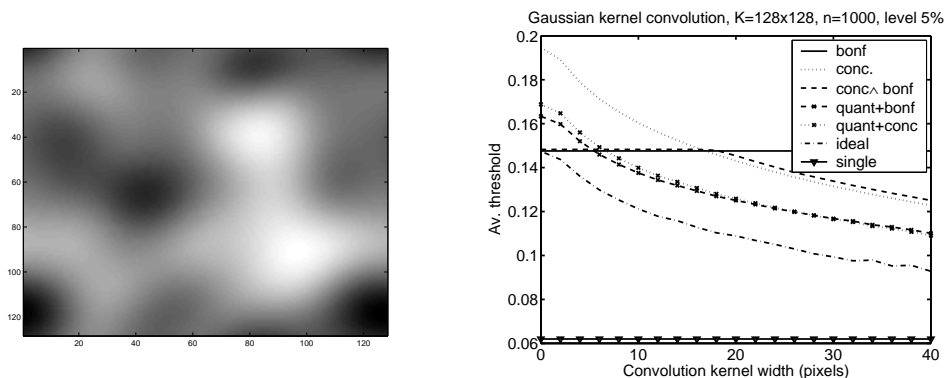 20
40
60
80
100
120
20 40 60 80 100 120
Gaussian kernel convolution, K=128x128, n=1000, level 5%
0.2
0.18
0.16
0.14
0.12
0.1
0.08
0.06
Av. threshold
bonf
conc.
conc∧ bonf
quant+bonf
quant+conc
ideal
single
0 10 20 30 40
Convolution kernel width (pixels)